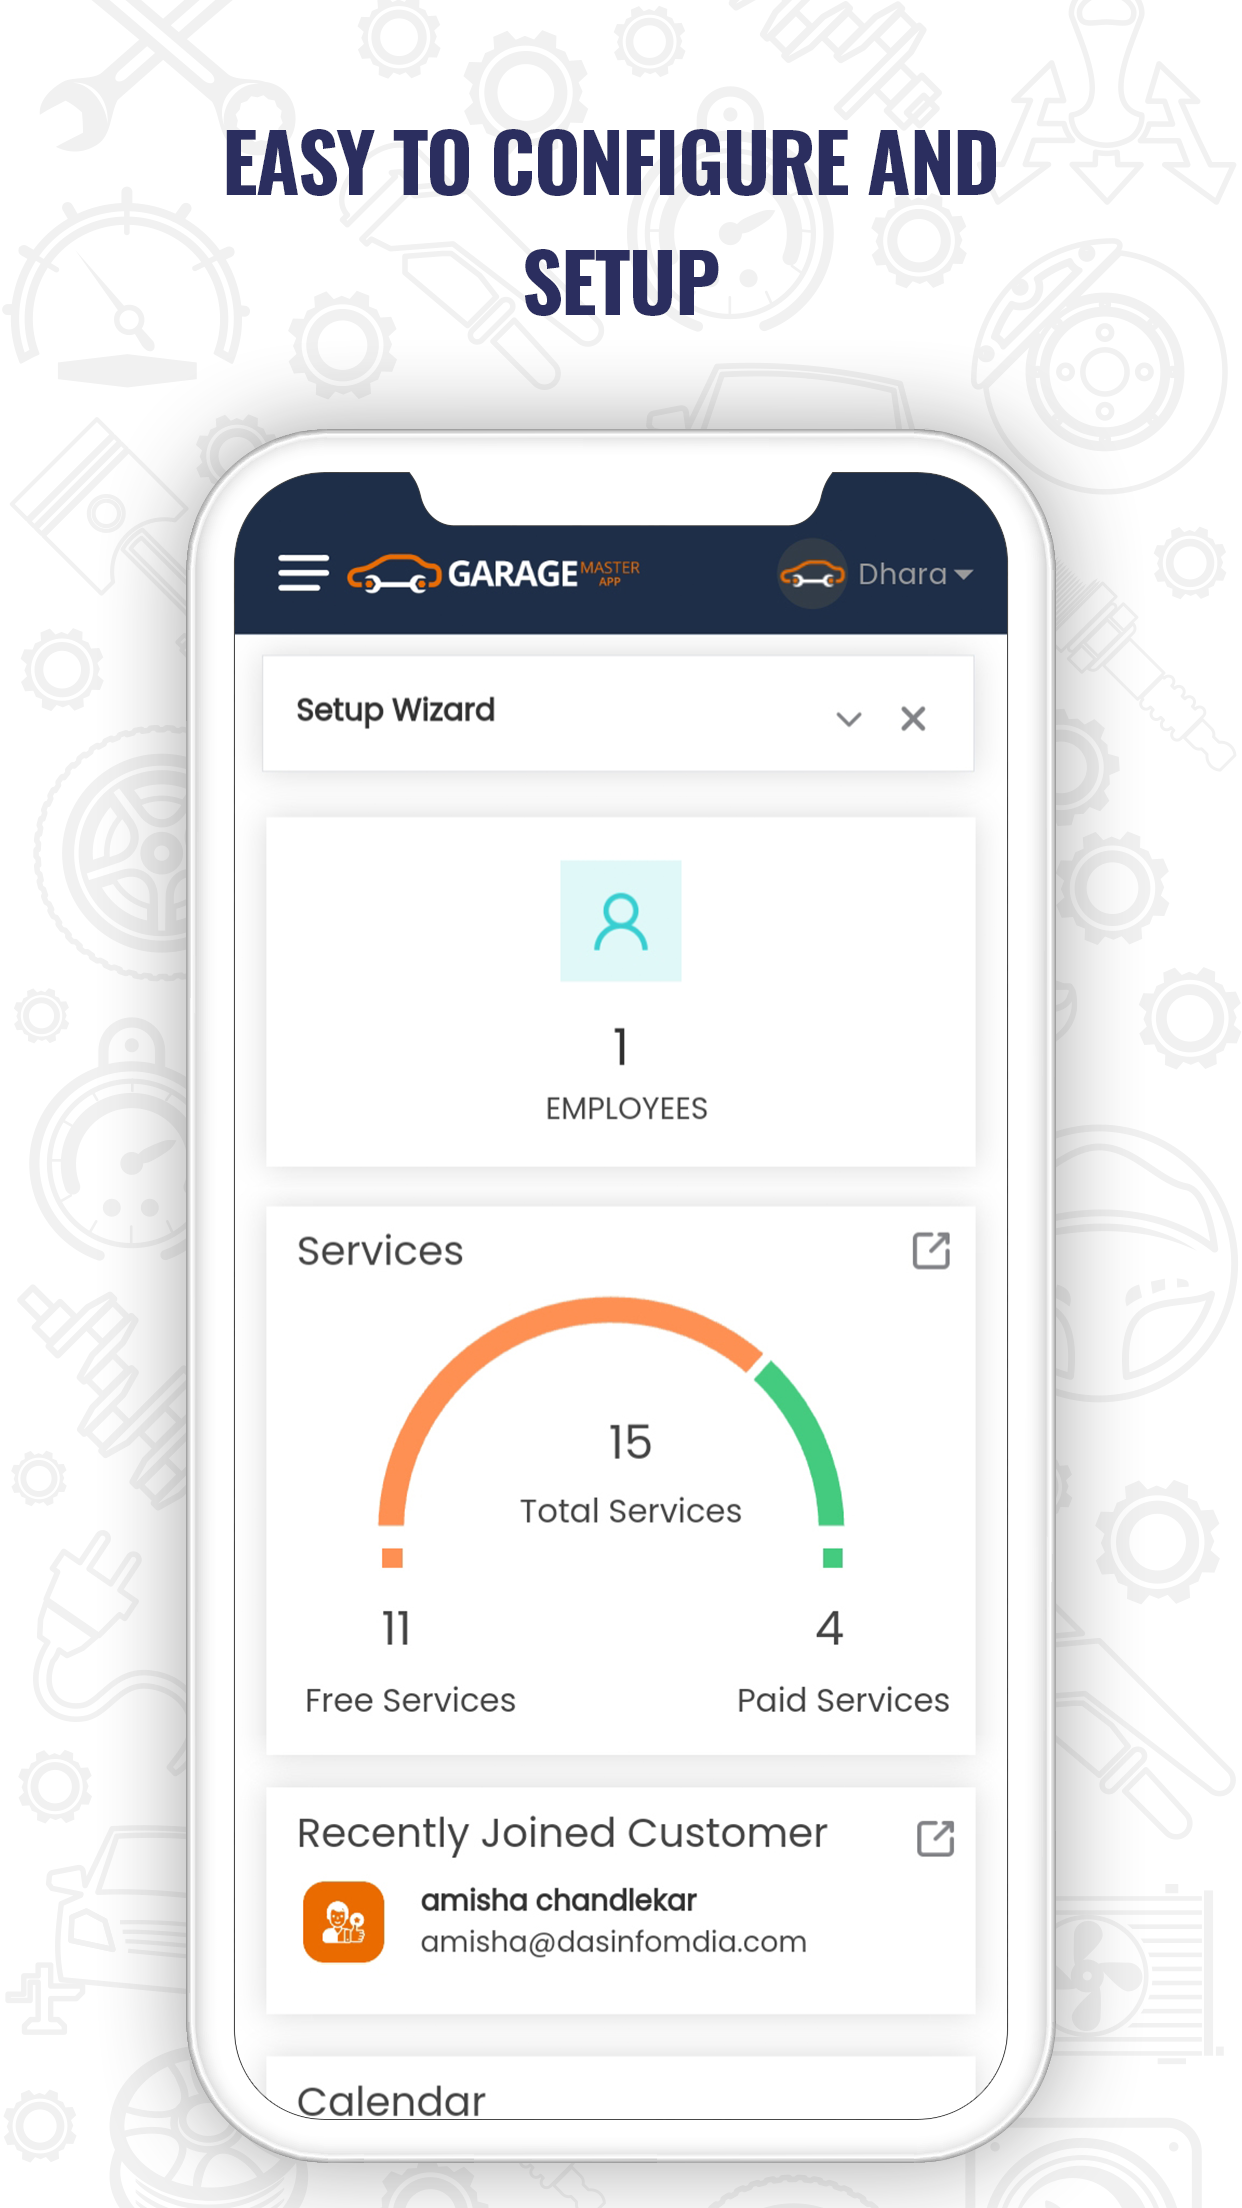 EASY TO CONFIGURE AND
SETUP
GARAGE MASTER APP
Dhara
Setup Wizard
1
EMPLOYEES
Services
15
Total Services
11
4
Free Services
Paid Services
Recently Joined Customer
amisha chandlekar
amisha@dasinfomdia.com
Calendar